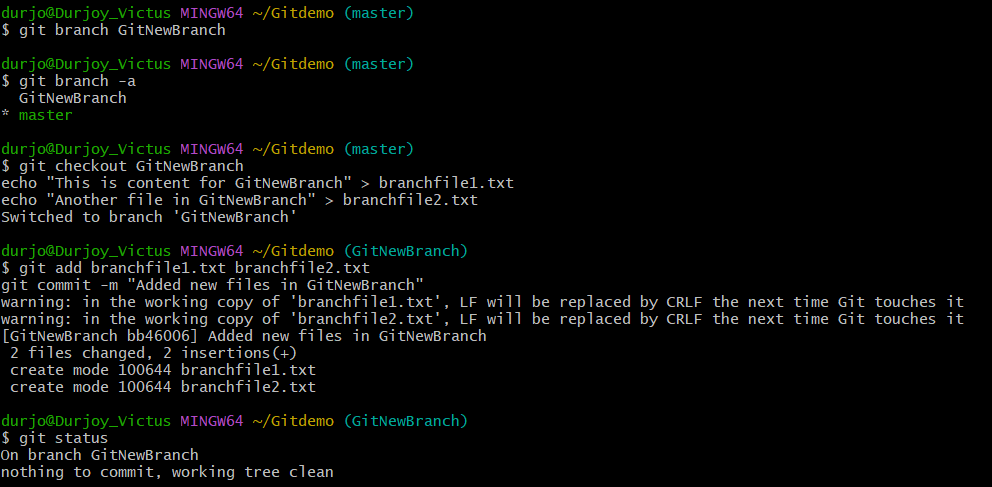 durjo@Durjoy_Victus MINGW64 ~/Gitdemo (master)
$ git branch GitNewBranch

durjo@Durjoy_Victus MINGW64 ~/Gitdemo (master)
$ git branch -a
  GitNewBranch
* master

durjo@Durjoy_Victus MINGW64 ~/Gitdemo (master)
$ git checkout GitNewBranch
echo "This is content for GitNewBranch" > branchfile1.txt
echo "Another file in GitNewBranch" > branchfile2.txt
Switched to branch 'GitNewBranch'

durjo@Durjoy_Victus MINGW64 ~/Gitdemo (GitNewBranch)
$ git add branchfile1.txt branchfile2.txt
git commit -m "Added new files in GitNewBranch"
warning: in the working copy of 'branchfile1.txt', LF will be replaced by CRLF the next time Git touches it
warning: in the working copy of 'branchfile2.txt', LF will be replaced by CRLF the next time Git touches it
[GitNewBranch bb46006] Added new files in GitNewBranch
 2 files changed, 2 insertions(+)
 create mode 100644 branchfile1.txt
 create mode 100644 branchfile2.txt

durjo@Durjoy_Victus MINGW64 ~/Gitdemo (GitNewBranch)
$ git status
On branch GitNewBranch
nothing to commit, working tree clean